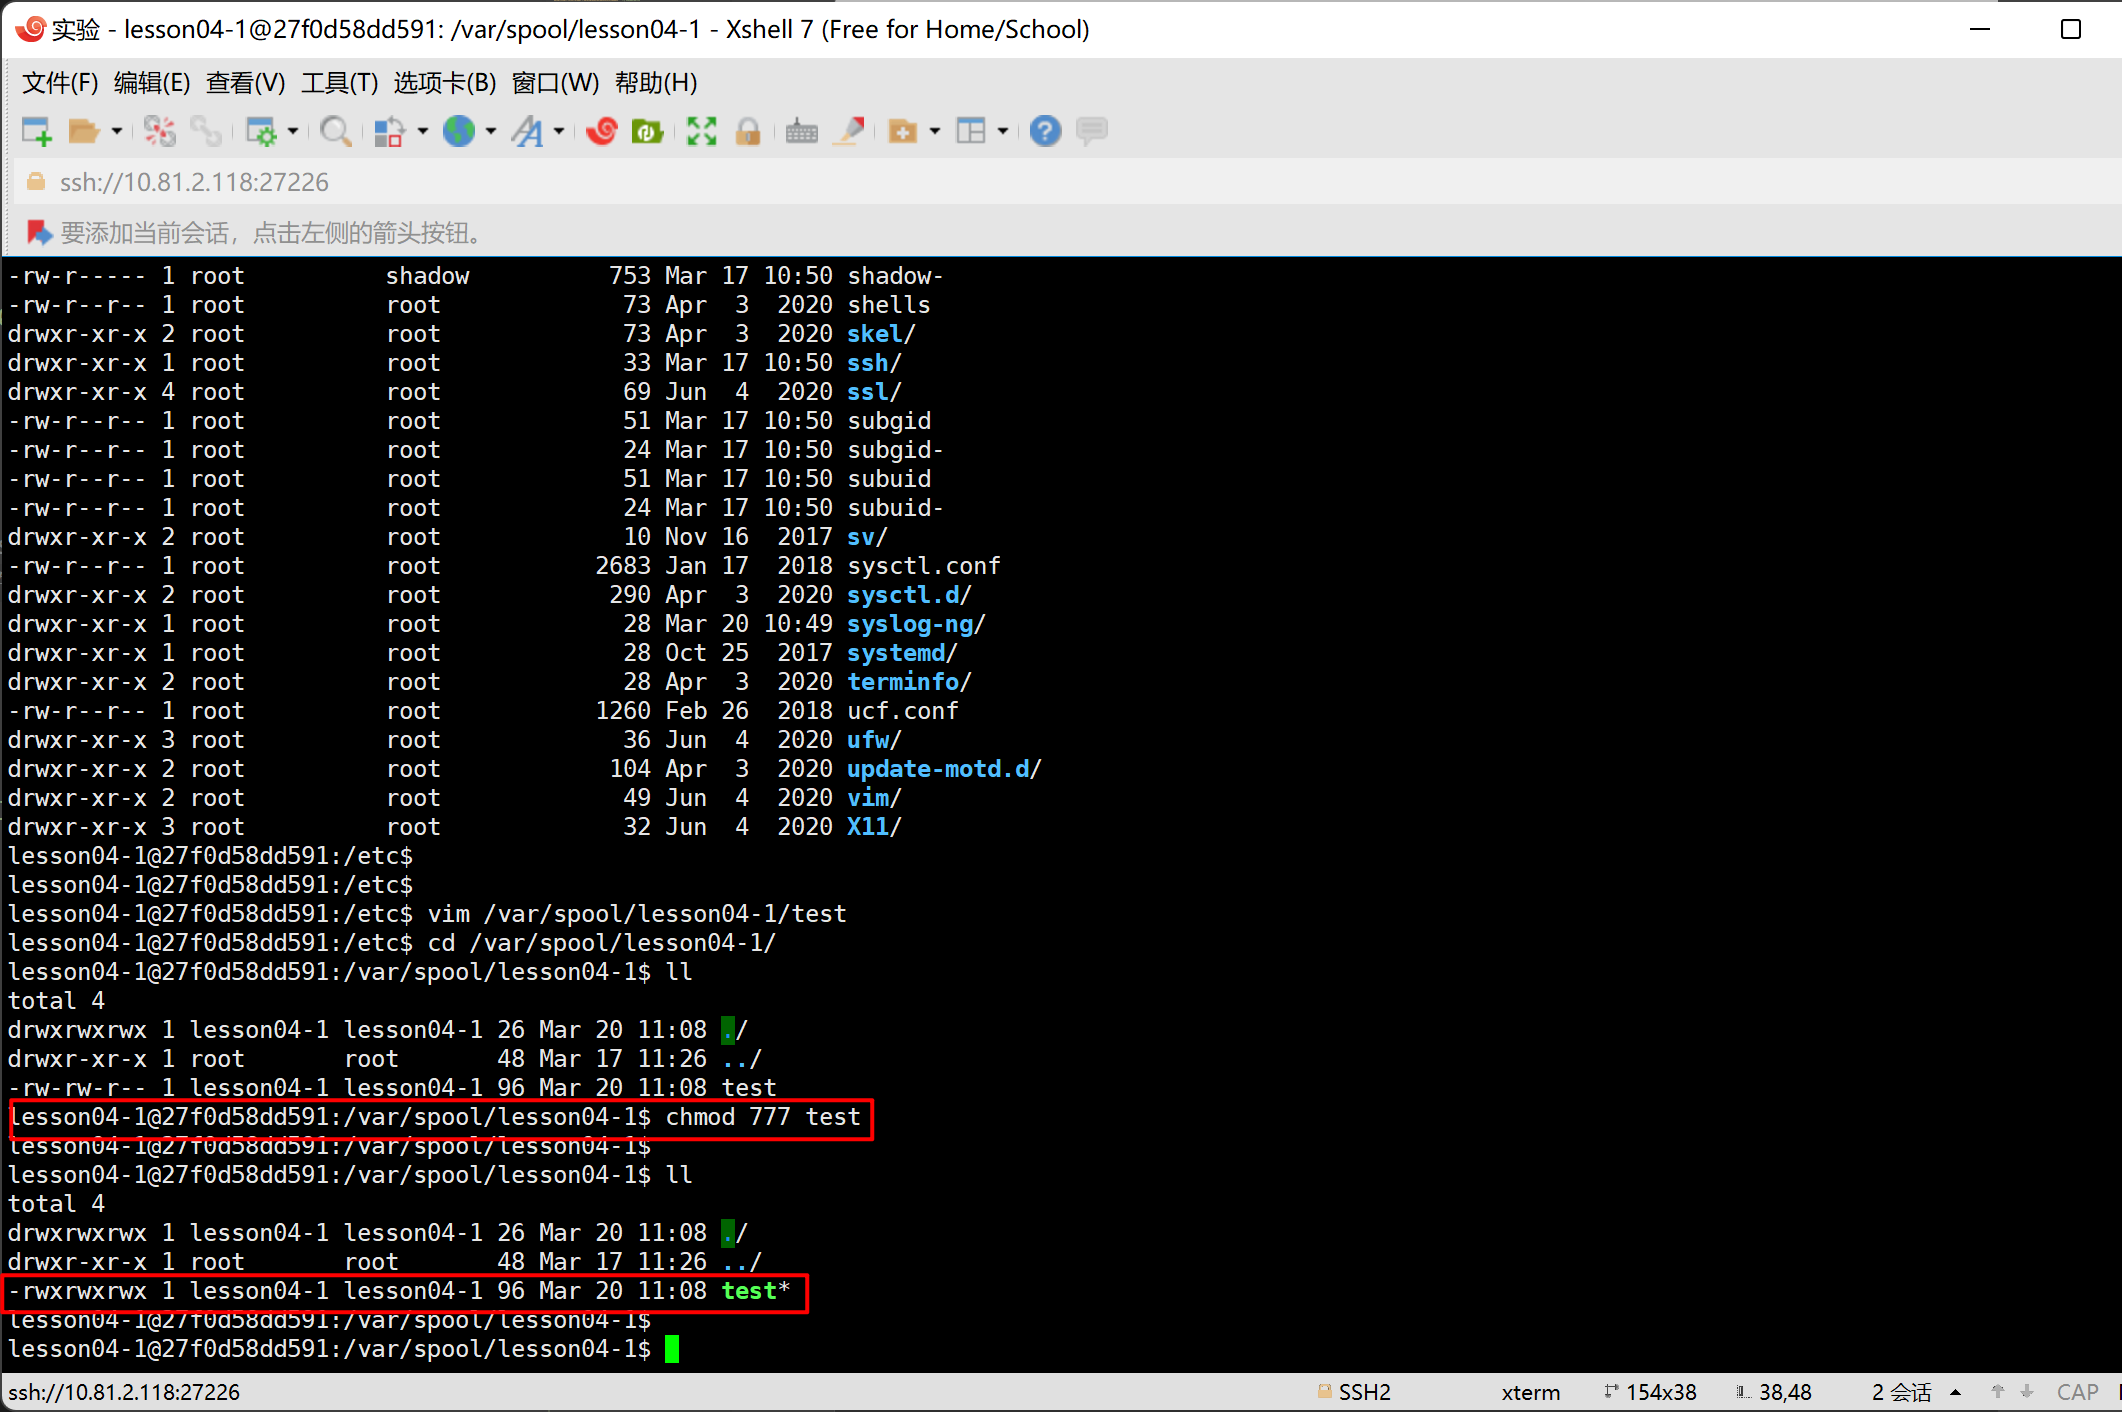 实验 - lesson04-1@27f0d58dd591: /var/spool/lesson04-1 - Xshell 7 (Free for Home/School)
文件(F) 编辑(E) 查看(V) 工具(T) 选项卡(B) 窗口(W) 帮助(H)
ssh://10.81.2.118:27226
要添加当前会话，点击左侧的箭头按钮。
-rw-r----- 1 root          shadow          753 Mar 17 10:50 shadow-
-rw-r--r-- 1 root          root             73 Apr  3  2020 shells
drwxr-xr-x 2 root          root             73 Apr  3  2020 skel/
drwxr-xr-x 1 root          root             33 Mar 17 10:50 ssh/
drwxr-xr-x 4 root          root             69 Jun  4  2020 ssl/
-rw-r--r-- 1 root          root             51 Mar 17 10:50 subgid
-rw-r--r-- 1 root          root             24 Mar 17 10:50 subgid-
-rw-r--r-- 1 root          root             51 Mar 17 10:50 subuid
-rw-r--r-- 1 root          root             24 Mar 17 10:50 subuid-
drwxr-xr-x 2 root          root             10 Nov 16  2017 sv/
-rw-r--r-- 1 root          root           2683 Jan 17  2018 sysctl.conf
drwxr-xr-x 2 root          root            290 Apr  3  2020 sysctl.d/
drwxr-xr-x 1 root          root             28 Mar 20 10:49 syslog-ng/
drwxr-xr-x 1 root          root             28 Oct 25  2017 systemd/
drwxr-xr-x 2 root          root             28 Apr  3  2020 terminfo/
-rw-r--r-- 1 root          root           1260 Feb 26  2018 ucf.conf
drwxr-xr-x 3 root          root             36 Jun  4  2020 ufw/
drwxr-xr-x 2 root          root            104 Apr  3  2020 update-motd.d/
drwxr-xr-x 2 root          root             49 Jun  4  2020 vim/
drwxr-xr-x 3 root          root             32 Jun  4  2020 X11/
lesson04-1@27f0d58dd591:/etc$
lesson04-1@27f0d58dd591:/etc$
lesson04-1@27f0d58dd591:/etc$ vim /var/spool/lesson04-1/test
lesson04-1@27f0d58dd591:/etc$ cd /var/spool/lesson04-1/
lesson04-1@27f0d58dd591:/var/spool/lesson04-1$ ll
total 4
drwxrwxrwx 1 lesson04-1 lesson04-1 26 Mar 20 11:08 ./
drwxr-xr-x 1 root       root       48 Mar 17 11:26 ../
-rw-rw-r-- 1 lesson04-1 lesson04-1 96 Mar 20 11:08 test
lesson04-1@27f0d58dd591:/var/spool/lesson04-1$ chmod 777 test
lesson04-1@27f0d58dd591:/var/spool/lesson04-1$
lesson04-1@27f0d58dd591:/var/spool/lesson04-1$ ll
total 4
drwxrwxrwx 1 lesson04-1 lesson04-1 26 Mar 20 11:08 ./
drwxr-xr-x 1 root       root       48 Mar 17 11:26 ../
-rwxrwxrwx 1 lesson04-1 lesson04-1 96 Mar 20 11:08 test*
lesson04-1@27f0d58dd591:/var/spool/lesson04-1$
lesson04-1@27f0d58dd591:/var/spool/lesson04-1$
ssh://10.81.2.118:27226 SSH2 xterm 154x38 38,48 2 会话 CAP